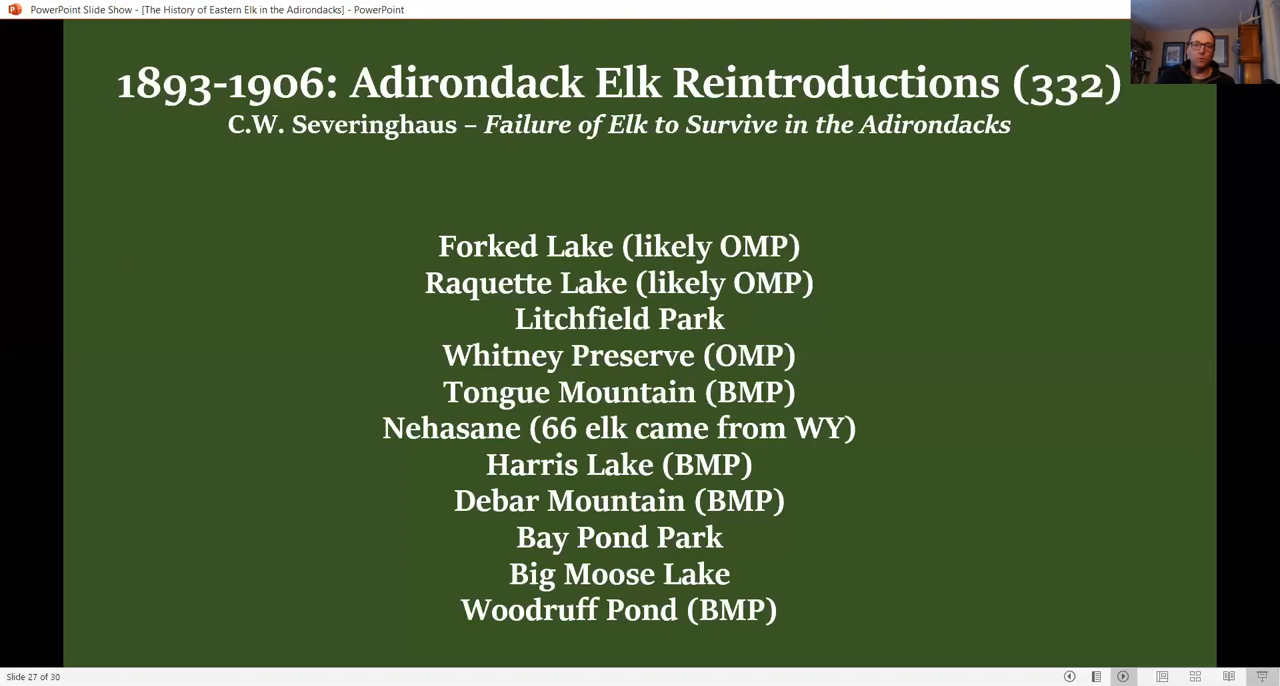 PowerPoint Slide Show - [The History of Eastern Elk in the Adirondacks] - PowerPoint
1893-1906: Adirondack Elk Reintroductions (332)
C.W. Severinghaus – Failure of Elk to Survive in the Adirondacks
Forked Lake (likely OMP)
Raquette Lake (likely OMP)
Litchfield Park
Whitney Preserve (OMP)
Tongue Mountain (BMP)
Nehasane (66 elk came from WY)
Harris Lake (BMP)
Debar Mountain (BMP)
Bay Pond Park
Big Moose Lake
Woodruff Pond (BMP)
Slide 27 of 30